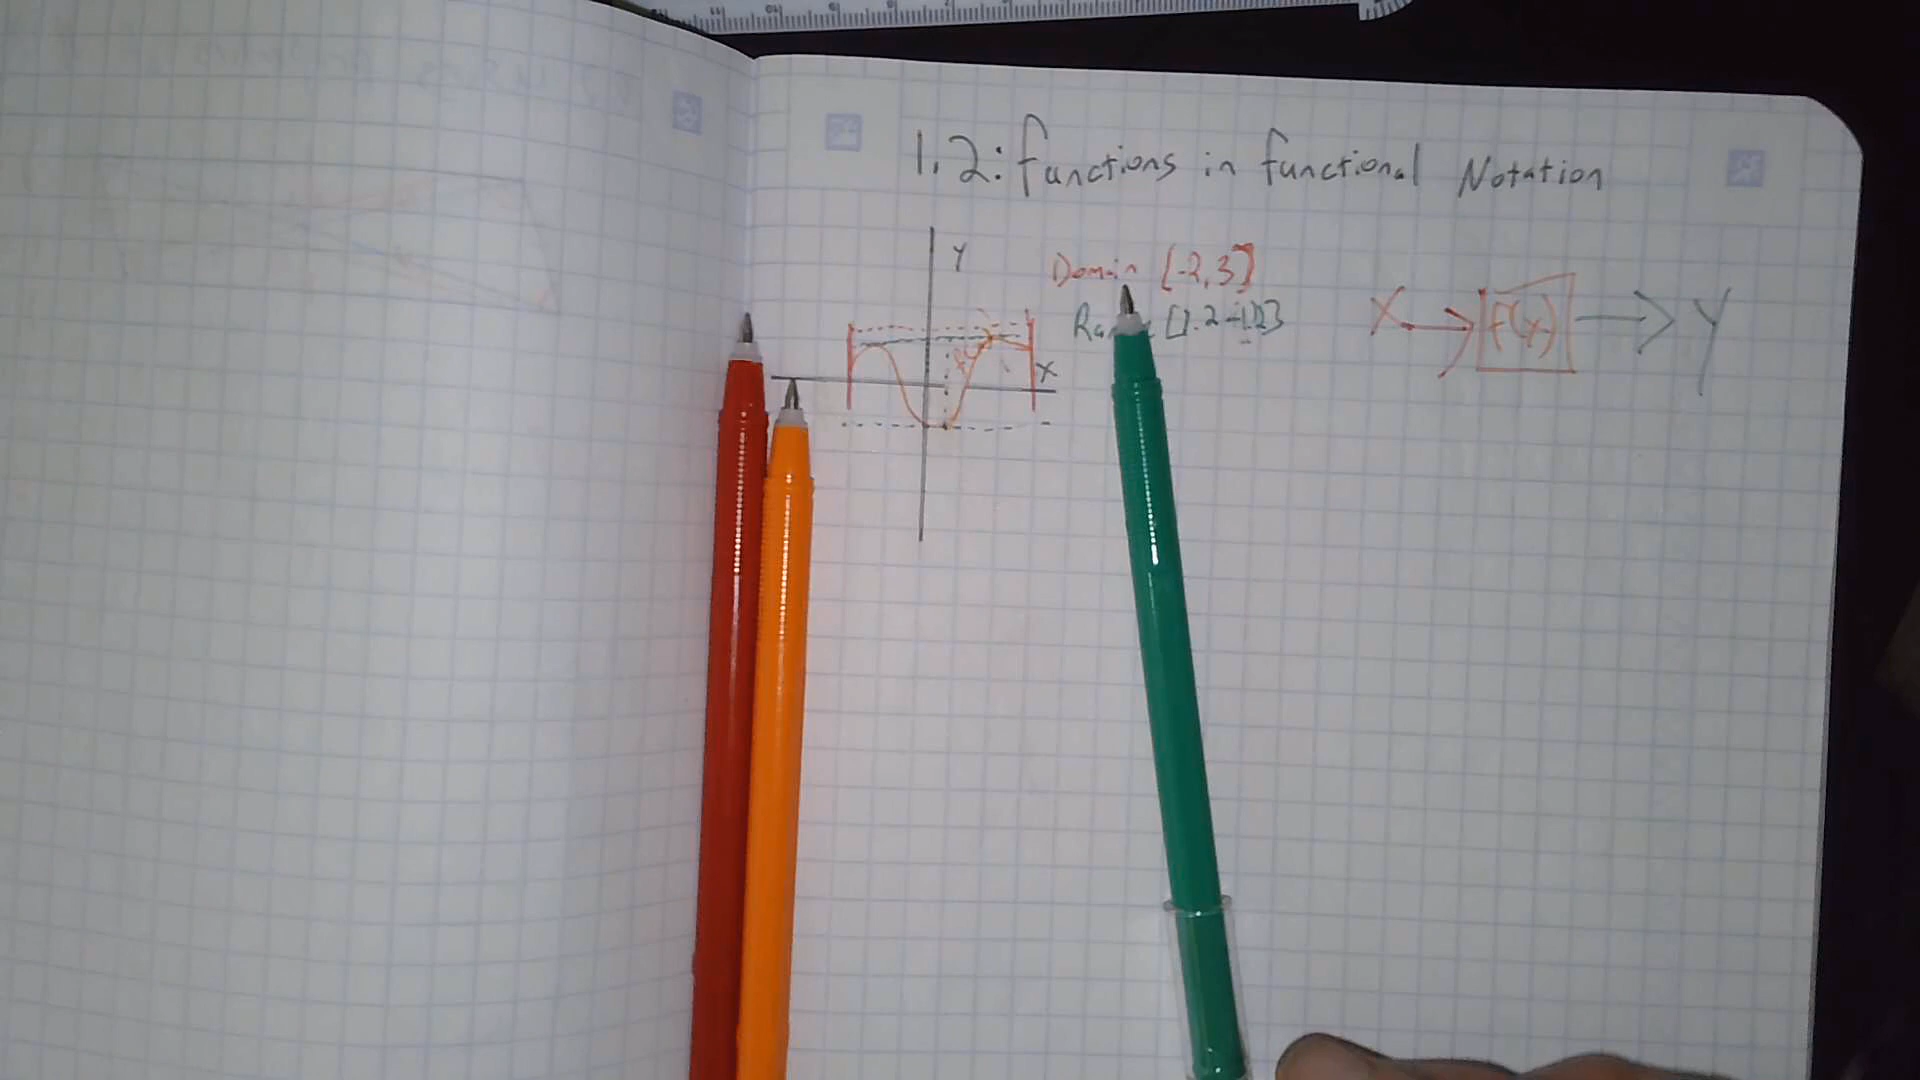 1.2: functions in functional Notation
Y
Domain [-2,3]
X → f(x) → Y
f(x)
X